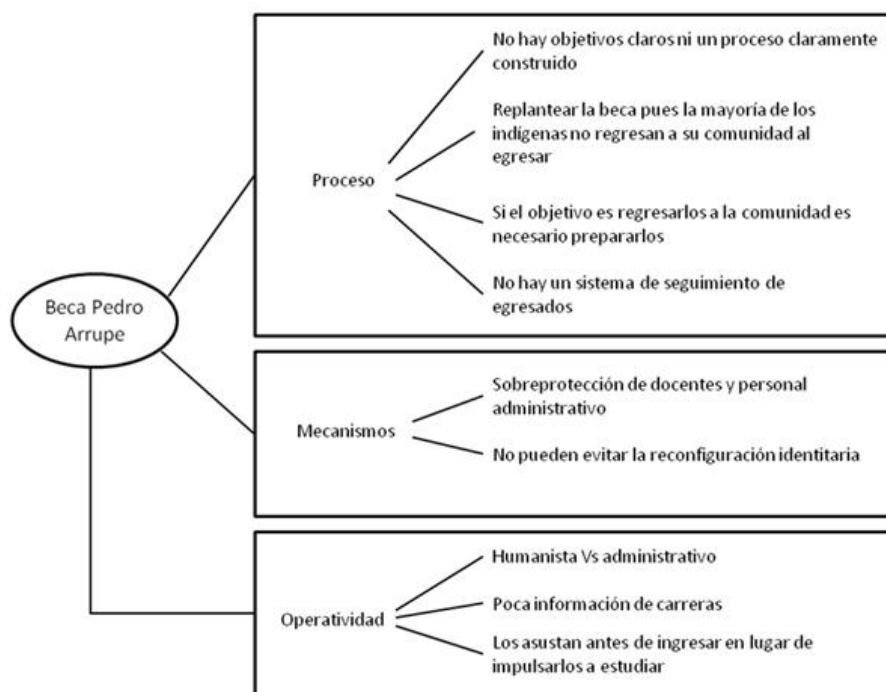 Beca Pedro
Arrupe
Proceso
No hay objetivos claros ni un proceso claramente
construido
Replantear la beca pues la mayoría de los
indígenas no regresan a su comunidad al
egresar
Si el objetivo es regresarlos a la comunidad es
necesario prepararlos
No hay un sistema de seguimiento de
egresados
Mecanismos
Sobreprotección de docentes y personal
administrativo
No pueden evitar la reconfiguración identitaria
Operatividad
Humanista Vs administrativo
Poca información de carreras
Los asustan antes de ingresar en lugar de
impulsarlos a estudiar